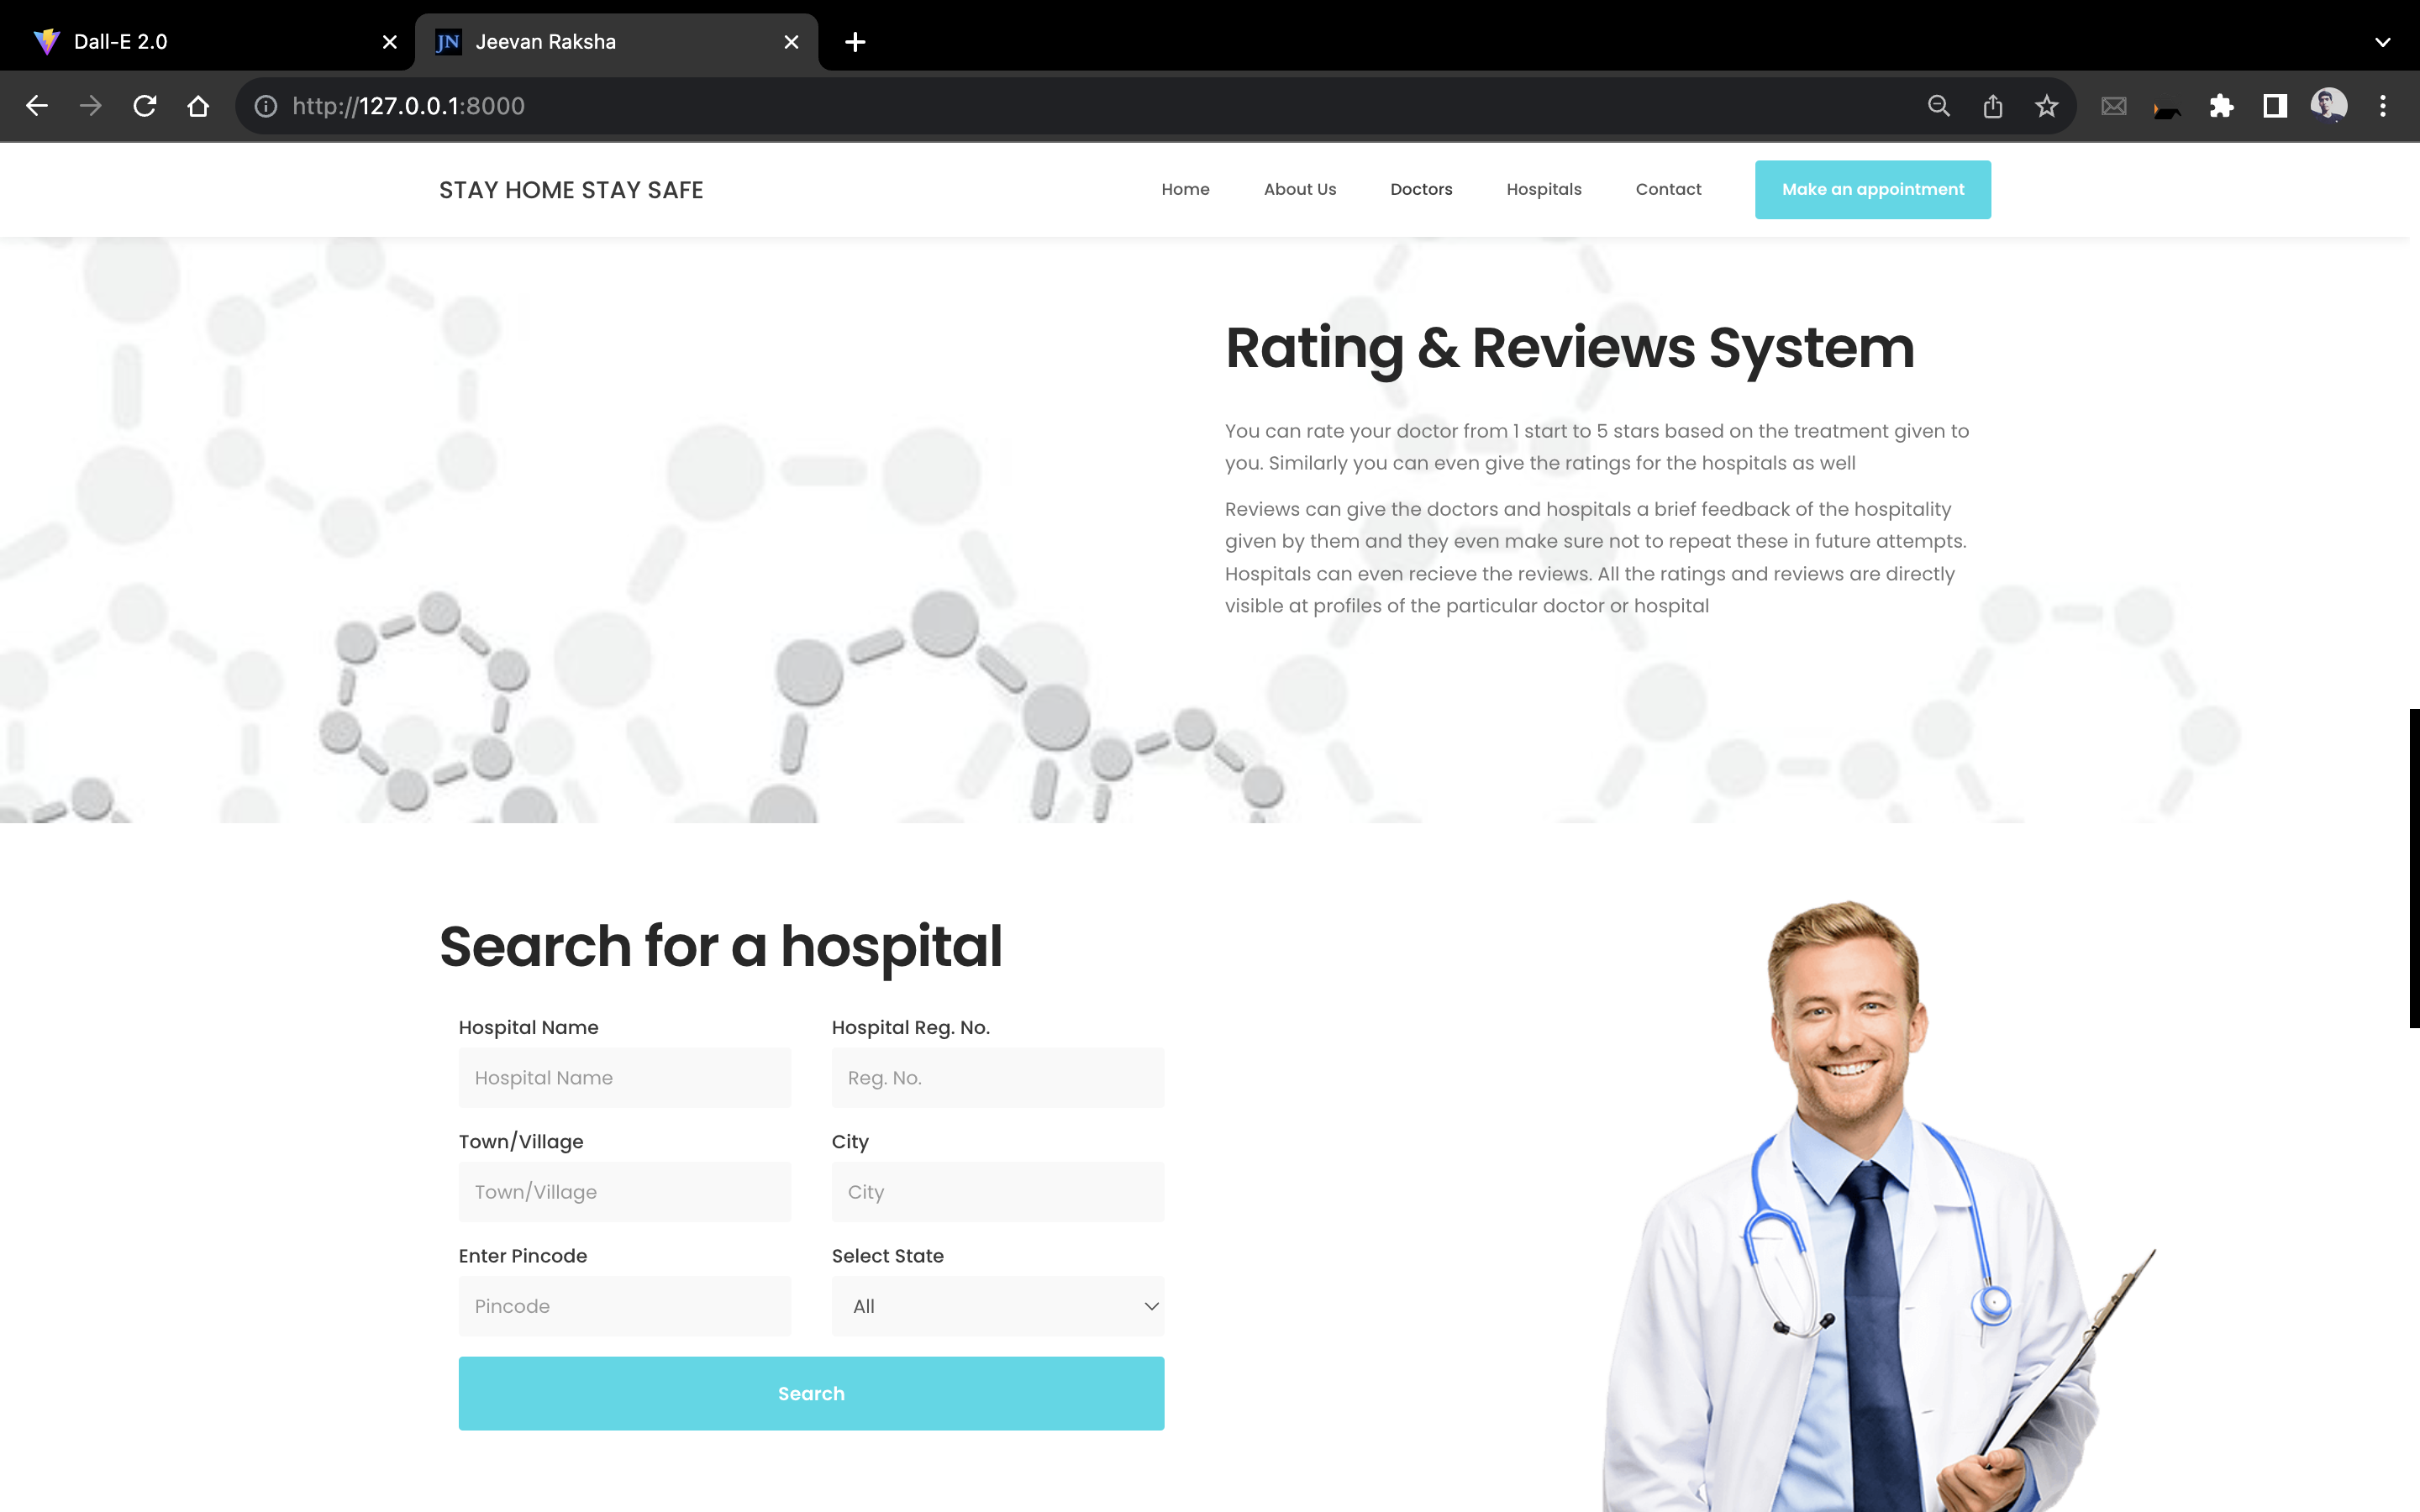 Dall-E 2.0
JN Jeevan Raksha
http://127.0.0.1:8000
STAY HOME STAY SAFE
Home
About Us
Doctors
Hospitals
Contact
Make an appointment
Rating & Reviews System
You can rate your doctor from 1 start to 5 stars based on the treatment given to
you. Similarly you can even give the ratings for the hospitals as well
Reviews can give the doctors and hospitals a brief feedback of the hospitality
given by them and they even make sure not to repeat these in future attempts.
Hospitals can even recieve the reviews. All the ratings and reviews are directly
visible at profiles of the particular doctor or hospital
Search for a hospital
Hospital Name
Hospital Reg. No.
Hospital Name
Reg. No.
Town/Village
City
Town/Village
City
Enter Pincode
Select State
Pincode
All
Search